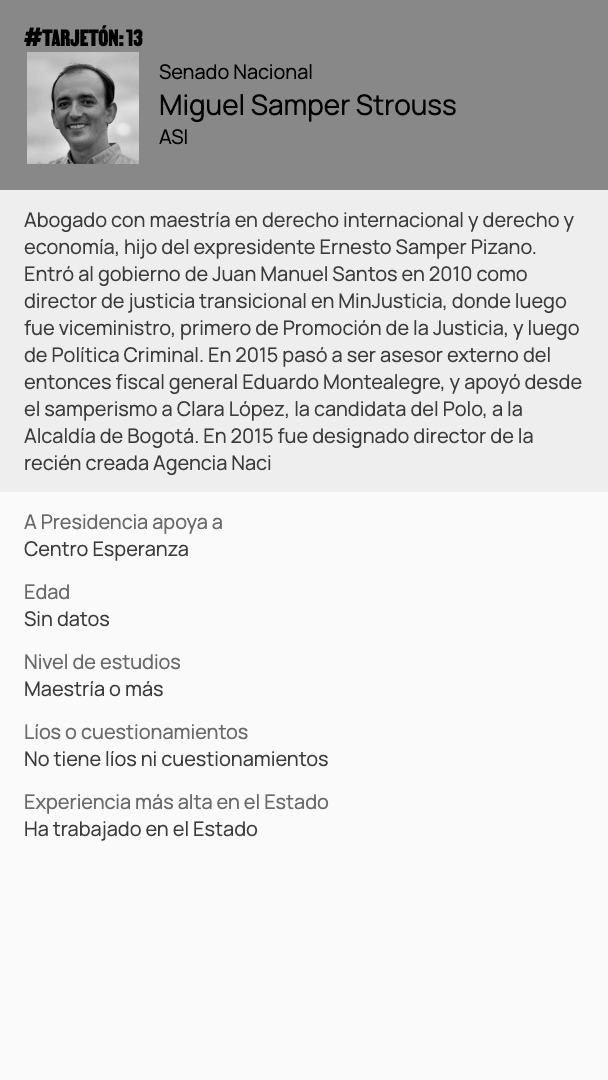 #TARJETÓN: 13
Senado Nacional
Miguel Samper Strouss
ASI
Abogado con maestría en derecho internacional y derecho y
economía, hijo del expresidente Ernesto Samper Pizano.
Entró al gobierno de Juan Manuel Santos en 2010 como
director de justicia transicional en MinJusticia, donde luego
fue viceministro, primero de Promoción de la Justicia, y luego
de Política Criminal. En 2015 pasó a ser asesor externo del
entonces fiscal general Eduardo Montealegre, y apoyó desde
el samperismo a Clara López, la candidata del Polo, a la
Alcaldía de Bogotá. En 2015 fue designado director de la
recién creada Agencia Naci
A Presidencia apoya a
Centro Esperanza
Edad
Sin datos
Nivel de estudios
Maestría o más
Líos o cuestionamientos
No tiene líos ni cuestionamientos
Experiencia más alta en el Estado
Ha trabajado en el Estado